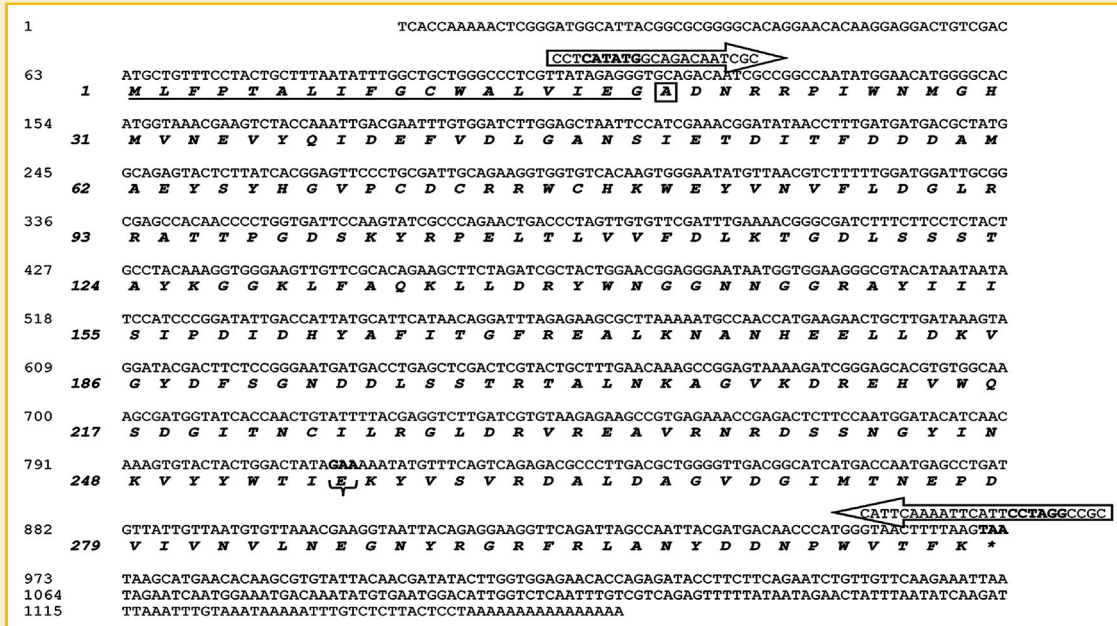 1 TCACCAAAAACTCGGGATGGCATTACGGCGCGGGGCACAGGAACACAAGGAGGACTGTCGAC
CCTCATATGGCAGACAATCGC
63 ATGCTGTTTCCTACTGCTTTAATATTTGGCTGCTGGGCCCTCGTTATAGAGGGTGCAGACAATCGCCGGCCAATATGGAACATGGGGCAC
1 M L F P T A L I F G C W A L V I E G A D N R R P I W N M G H
154 ATGGTAAACGAAGTCTACCAAATTGACGAATTTGTGGATCTTGGAGCTAATTCCATCGAAACGGATATAACCTTTGATGATGACGCTATG
31 M V N E V Y Q I D E F V D L G A N S I E T D I T F D D D A M
245 GCAGAGTACTCTTATCACGGAGTTCCCTGCGATTGCAGAAGGTGGTGTCACAAGTGGGAATATGTTAACGTCTTTTTGGATGGATTGCGG
62 A E Y S Y H G V P C D C R R W C H K W E Y V N V F L D G L R
336 CGAGCCACAACCCCTGGTGATTCCAAGTATCGCCCAGAACTGACCCTAGTTGTGTTCGATTTGAAAACGGGCGATCTTTCTTCCTCTACT
93 R A T T P G D S K Y R P E L T L V V F D L K T G D L S S S T
427 GCCTACAAAGGTGGGAAGTTGTTCGCACAGAAGCTTCTAGATCGCTACTGGAACGGAGGGAATAATGGTGGAAGGGCGTACATAATAATA
124 A Y K G G K L F A Q K L L D R Y W N G G N N G G R A Y I I I
518 TCCATCCCGGATATTGACCATTATGCATTCATAACAGGATTTAGAGAAGCGCTTAAAAATGCCAACCATGAAGAACTGCTTGATAAAGTA
155 S I P D I D H Y A F I T G F R E A L K N A N H E E L L D K V
609 GGATACGACTTCTCCGGGAATGATGACCTGAGCTCGACTCGTACTGCTTTGAACAAAGCCGGAGTAAAAGATCGGGAGCACGTGTGGCAA
186 G Y D F S G N D D L S S T R T A L N K A G V K D R E H V W Q
700 AGCGATGGTATCACCAACTGTATTTTACGAGGTCTTGATCGTGTAAGAGAAGCCGTGAGAAACCGAGACTCTTCCAATGGATACATCAAC
217 S D G I T N C I L R G L D R V R E A V R N R D S S N G Y I N
791 AAAGTGTACTACTGGACTATAGAAAAATATGTTTCAGTCAGAGACGCCCTTGACGCTGGGGTTGACGGCATCATGACCAATGAGCCTGAT
248 K V Y Y W T I E K Y V S V R D A L D A G V D G I M T N E P D
CATTCAAAATTCATTCCTAGGCCGC
882 GTTATTGTTAATGTGTTAAACGAAGGTAATTACAGAGGAAGGTTCAGATTAGCCAATTACGATGACAACCCATGGGTAACTTTTAAGTAA
279 V I V N V L N E G N Y R G R F R L A N Y D D N P W V T F K *
973 TAAGCATGAACACAAGCGTGTATTACAACGATATACTTGGTGGAGAACACCAGAGATACCTTCTTCAGAATCTGTTGTTCAAGAAATTAA
1064 TAGAATCAATGGAAATGACAAATATGTGAATGGACATTGGTCTCAATTTGTCGTCAGAGTTTTTATAATAGAACTATTTAATATCAAGAT
1115 TTAAATTTGTAAATAAAAATTTGTCTCTTACTCCTAAAAAAAAAAAAAAAA